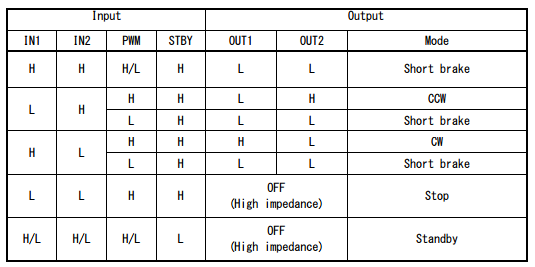 Input Output
IN1 IN2 PWM STBY OUT1 OUT2 Mode
H H H/L H L L Short brake
L H H H L H CCW
L H L L Short brake
H L H H H L CW
L H L L Short brake
L L H H OFF
(High impedance) Stop
H/L H/L H/L L OFF
(High impedance) Standby